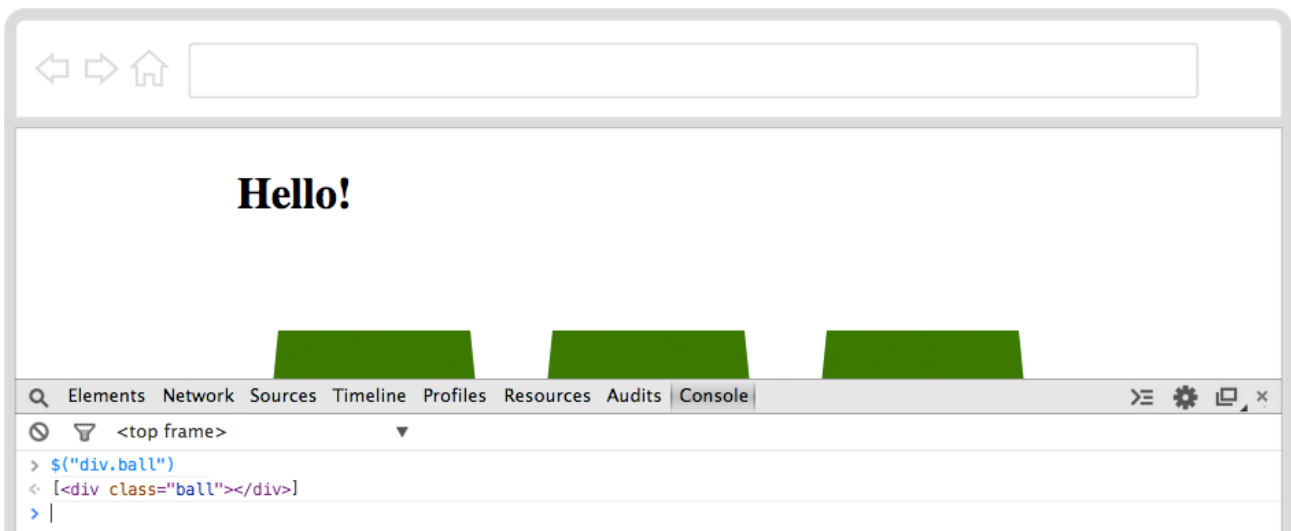 Hello!
Elements Network Sources Timeline Profiles Resources Audits Console
<top frame>
$("div.ball")
[<div class="ball"></div>]